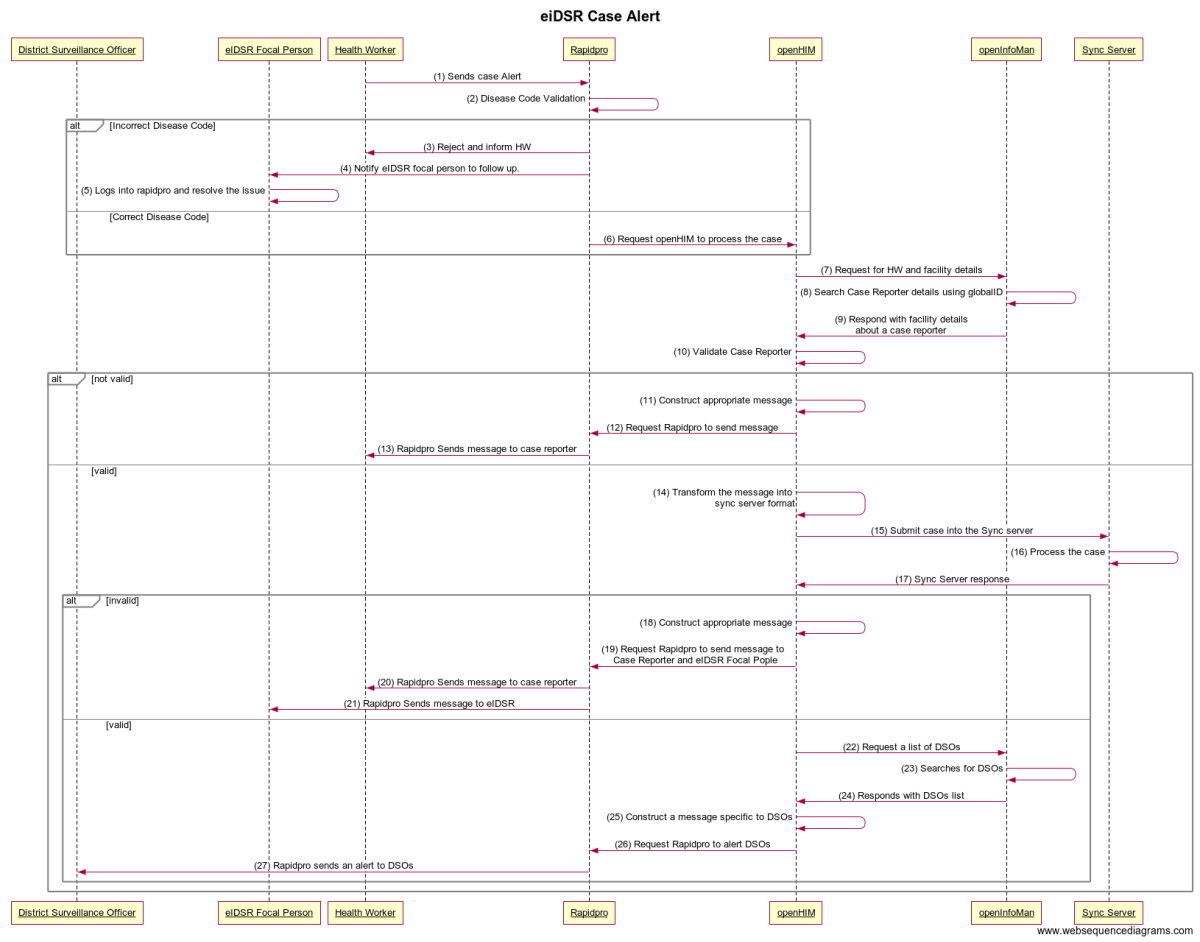 eiDSR Case Alert
District Surveillance Officer
eIDSR Focal Person
Health Worker
Rapidpro
openHIM
openInfoMan
Sync Server
(1) Sends case Alert
(2) Disease Code Validation
alt
[Incorrect Disease Code]
(3) Reject and inform HW
(4) Notify eIDSR focal person to follow up.
(5) Logs into rapidpro and resolve the issue
[Correct Disease Code]
(6) Request openHIM to process the case
(7) Request for HW and facility details
(8) Search Case Reporter details using globalID
(9) Respond with facility details
about a case reporter
(10) Validate Case Reporter
alt
[not valid]
(11) Construct appropriate message
(12) Request Rapidpro to send message
(13) Rapidpro Sends message to case reporter
[valid]
(14) Transform the message into
sync server format
(15) Submit case into the Sync server
(16) Process the case
(17) Sync Server response
alt
[invalid]
(18) Construct appropriate message
(19) Request Rapidpro to send message to
Case Reporter and eIDSR Focal Pople
(20) Rapidpro Sends message to case reporter
(21) Rapidpro Sends message to eIDSR
[valid]
(22) Request a list of DSOs
(23) Searches for DSOs
(24) Responds with DSOs list
(25) Construct a message specific to DSOs
(26) Request Rapidpro to alert DSOs
(27) Rapidpro sends an alert to DSOs
District Surveillance Officer
eIDSR Focal Person
Health Worker
Rapidpro
openHIM
openInfoMan
Sync Server
www.websequencediagrams.com